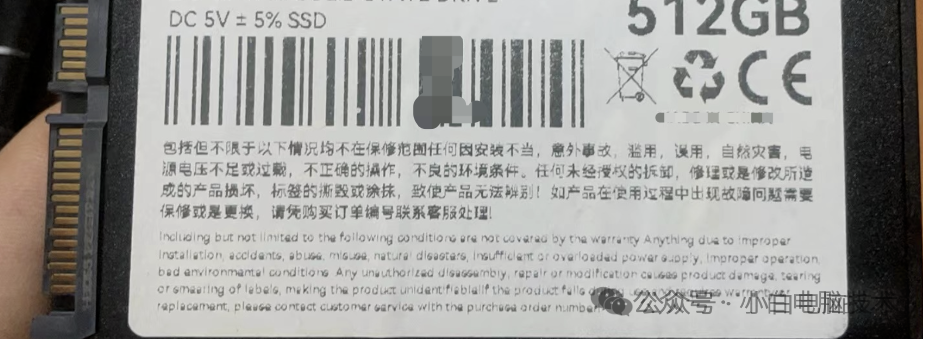 DC 5V ± 5% SSD
512GB
CE
包括但不限于以下情况均不在保修范围任何因安装不当，意外事故，滥用，误用，自然灾害，电
源电压不足或过载，不正确的操作，不良的环境条件。任何未经授权的拆卸，修理或是修改所造
成的产品损坏，标签的撕毁或涂抹，致使产品无法辨别！如产品在使用过程中出现故障问题需要
保修或是更换，请凭购买订单编号联系客服处理！
Including but not limited to the following conditions are not covered by the warranty Anything due to Improper
Installation, accidents, abuse, misuse, natural disasters, insufficient or overloaded power supply, Improper operation,
bad environmental conditions. Any unauthorized disassembly, repair or modification causes product damage, tearing
or smearing of labels, making the product unidentifiableIf the product fails
replacement, please contact customer service with the purchase order number
公众号 · 小白电脑技术